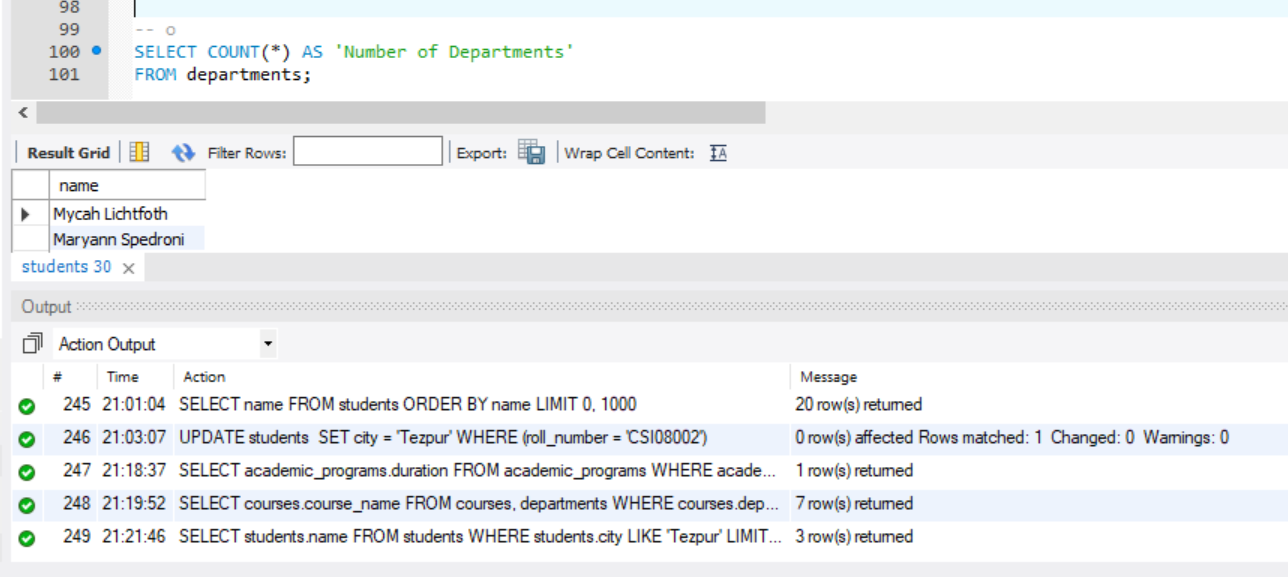 98
99 -- o
100 SELECT COUNT(*) AS 'Number of Departments'
101 FROM departments;
Result Grid Filter Rows: Export: Wrap Cell Content: IA
name
Mycah Lichtfoth
Maryann Spedroni
students 30
Output
Action Output
# Time Action Message
245 21:01:04 SELECT name FROM students ORDER BY name LIMIT 0, 1000 20 row(s) returned
246 21:03:07 UPDATE students SET city = 'Tezpur' WHERE (roll_number = 'CSI08002') 0 row(s) affected Rows matched: 1 Changed: 0 Warnings: 0
247 21:18:37 SELECT academic_programs.duration FROM academic_programs WHERE acade... 1 row(s) returned
248 21:19:52 SELECT courses.course_name FROM courses, departments WHERE courses.dep... 7 row(s) returned
249 21:21:46 SELECT students.name FROM students WHERE students.city LIKE 'Tezpur' LIMIT... 3 row(s) returned